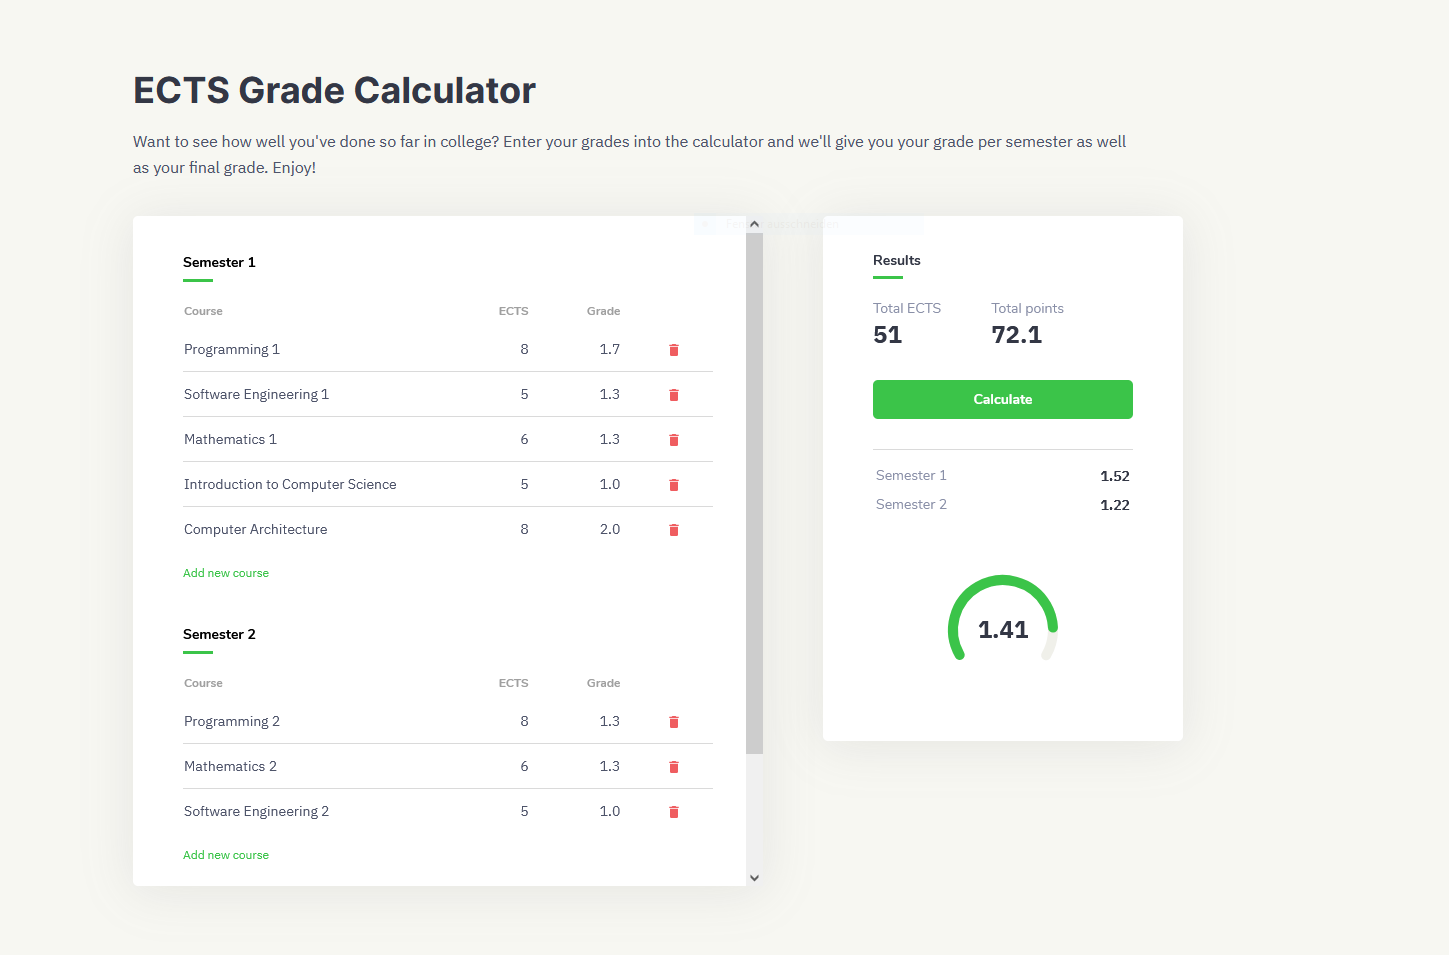 ECTS Grade Calculator
Want to see how well you've done so far in college? Enter your grades into the calculator and we'll give you your grade per semester as well
as your final grade. Enjoy!
Semester 1
Course ECTS Grade
Programming 1 8 1.7
Software Engineering 1 5 1.3
Mathematics 1 6 1.3
Introduction to Computer Science 5 1.0
Computer Architecture 8 2.0
Add new course
Semester 2
Course ECTS Grade
Programming 2 8 1.3
Mathematics 2 6 1.3
Software Engineering 2 5 1.0
Add new course
Results
Total ECTS Total points
51 72.1
Calculate
Semester 1 1.52
Semester 2 1.22
1.41